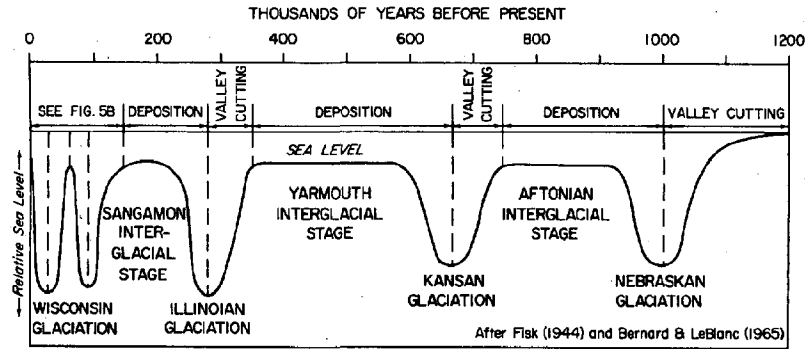 THOUSANDS OF YEARS BEFORE PRESENT
0 200 400 600 800 1000 1200
SEE FIG. 5B
DEPOSITION
VALLEY
CUTTING
DEPOSITION
VALLEY
CUTTING
DEPOSITION
VALLEY CUTTING
SEA LEVEL
Relative Sea Level
SANGAMON
INTER-
GLACIAL
STAGE
YARMOUTH
INTERGLACIAL
STAGE
AFTONIAN
INTERGLACIAL
STAGE
WISCONSIN
GLACIATION
ILLINOIAN
GLACIATION
KANSAN
GLACIATION
NEBRASKAN
GLACIATION
After Fisk (1944) and Bernard & LeBlanc (1965)